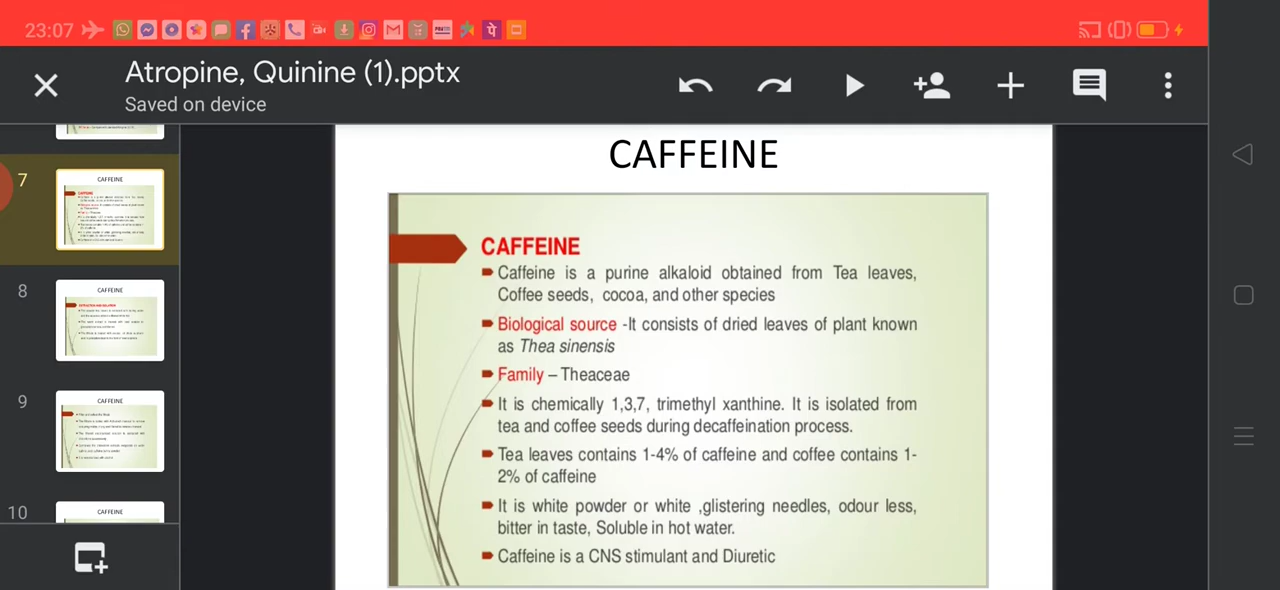 23:07
Atropine, Quinine (1).pptx
Saved on device
7
CAFFEINE
CAFFEINE
8
CAFFEINE
9
CAFFEINE
10
CAFFEINE
CAFFEINE
CAFFEINE
Caffeine is a purine alkaloid obtained from Tea leaves,
Coffee seeds, cocoa, and other species
Biological source -It consists of dried leaves of plant known
as Thea sinensis
Family – Theaceae
It is chemically 1,3,7, trimethyl xanthine. It is isolated from
tea and coffee seeds during decaffeination process.
Tea leaves contains 1-4% of caffeine and coffee contains 1-
2% of caffeine
It is white powder or white ,glistering needles, odour less,
bitter in taste, Soluble in hot water.
Caffeine is a CNS stimulant and Diuretic